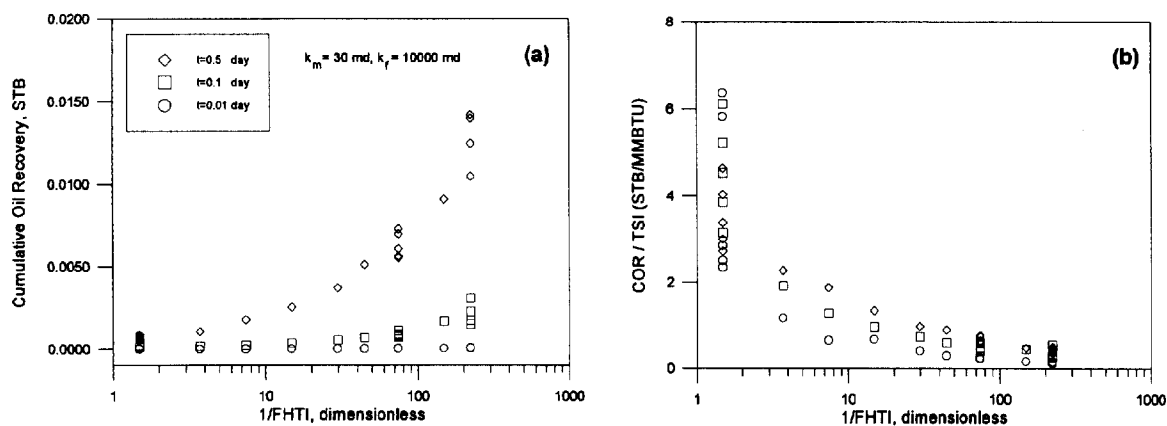 0.0200
0.0150
0.0100
0.0050
0.0000
Cumulative Oil Recovery, STB
t=0.5 day
t=0.1 day
t=0.01 day
k_m = 30 md, k_f = 10000 md
(a)
1 10 100 1000
1/FHTI, dimensionless
8
6
4
2
0
COR / TSI (STB/MMBTU)
(b)
1 10 100 1000
1/FHTI, dimensionless